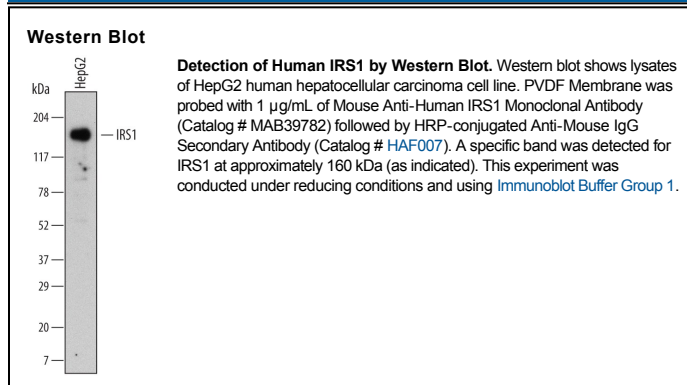 Western Blot
HepG2
kDa
204
IRS1
117
78
52
37
29
20
7
Detection of Human IRS1 by Western Blot. Western blot shows lysates
of HepG2 human hepatocellular carcinoma cell line. PVDF Membrane was
probed with 1 µg/mL of Mouse Anti-Human IRS1 Monoclonal Antibody
(Catalog # MAB39782) followed by HRP-conjugated Anti-Mouse IgG
Secondary Antibody (Catalog # HAF007). A specific band was detected for
IRS1 at approximately 160 kDa (as indicated). This experiment was
conducted under reducing conditions and using Immunoblot Buffer Group 1.